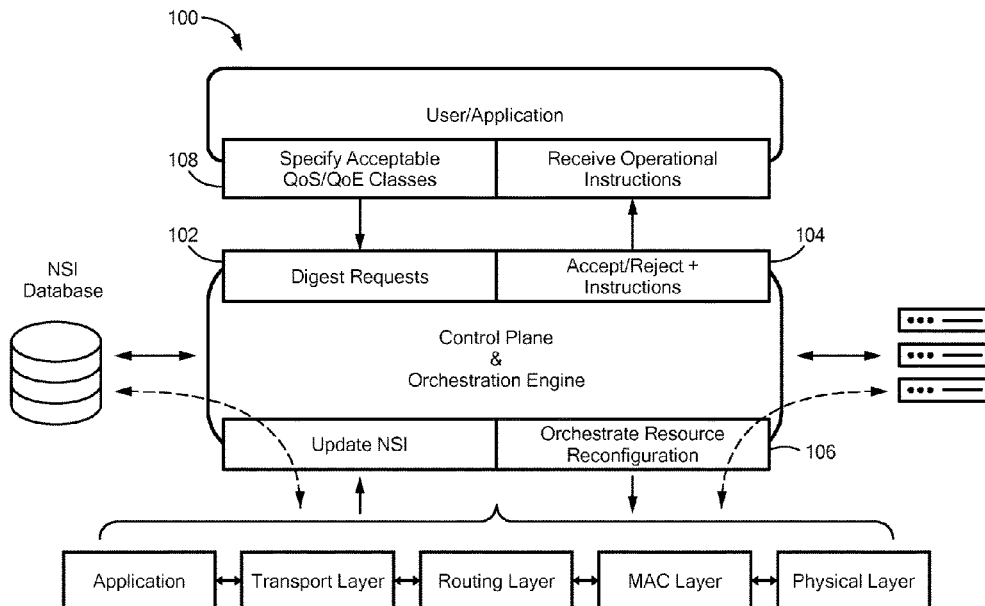 100
User/Application
108
Specify Acceptable
QoS/QoE Classes
Receive Operational
Instructions
102
104
NSI
Database
Digest Requests
Accept/Reject +
Instructions
Control Plane
&
Orchestration Engine
Update NSI
Orchestrate Resource
Reconfiguration
106
Application
Transport Layer
Routing Layer
MAC Layer
Physical Layer